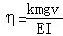 η = kmgv / EI